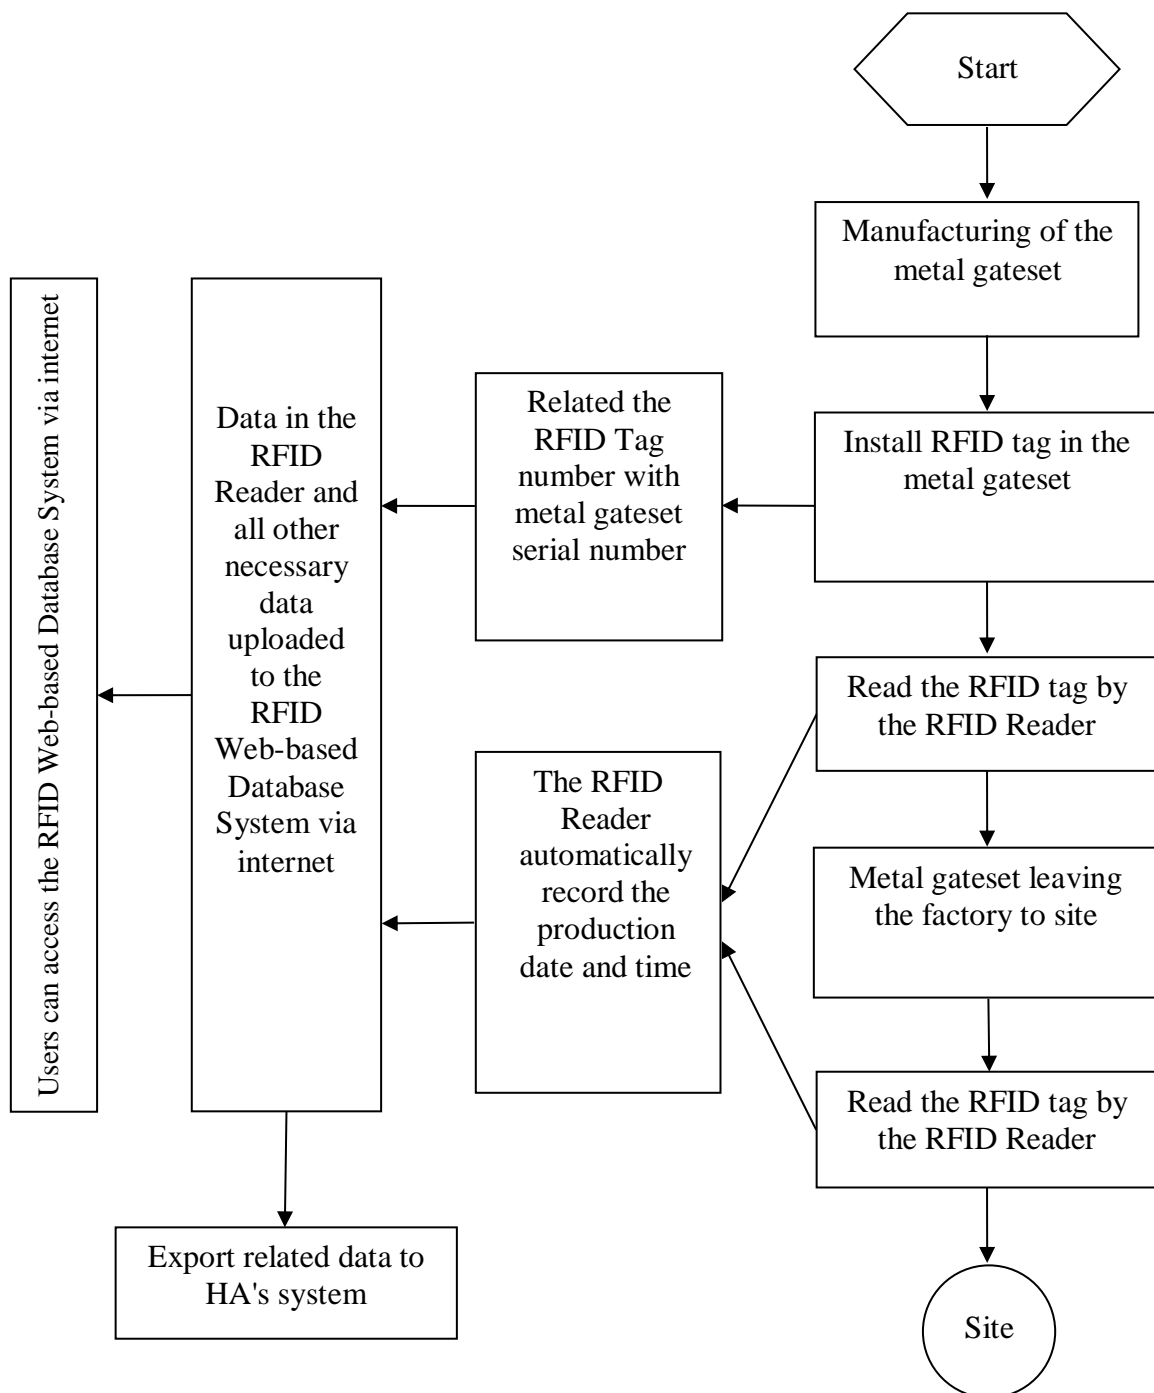 Start
Manufacturing of the
metal gateset
Install RFID tag in the
metal gateset
Related the
RFID Tag
number with
metal gateset
serial number
Data in the
RFID
Reader and
all other
necessary
data
uploaded
to the
RFID
Web-based
Database
System via
internet
Users can access the RFID Web-based Database System via internet
Read the RFID tag by
the RFID Reader
The RFID
Reader
automatically
record the
production
date and time
Metal gateset leaving
the factory to site
Read the RFID tag by
the RFID Reader
Export related data to
HA's system
Site